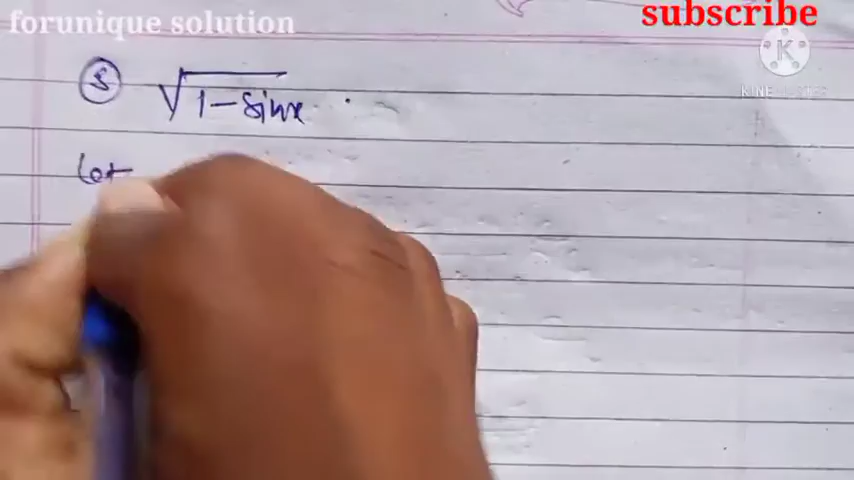 subscribe
forunique solution
KINEMASTER
⑤ √1-sinx .
Let